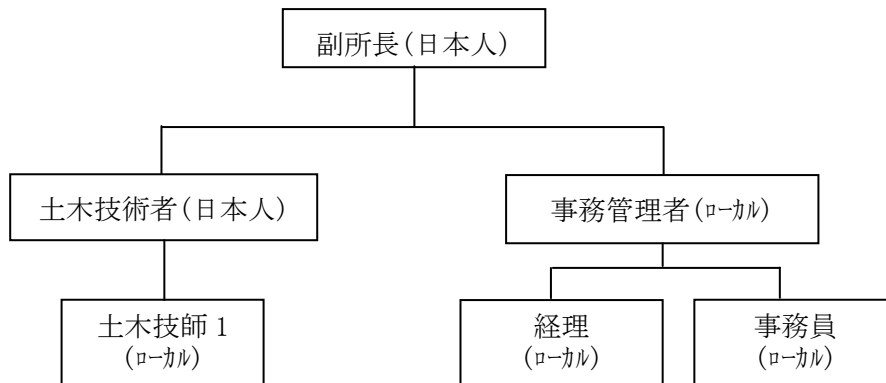 副所長(日本人)
土木技術者(日本人)
事務管理者(ﾛｰｶﾙ)
土木技師1
(ﾛｰｶﾙ)
経理
(ﾛｰｶﾙ)
事務員
(ﾛｰｶﾙ)